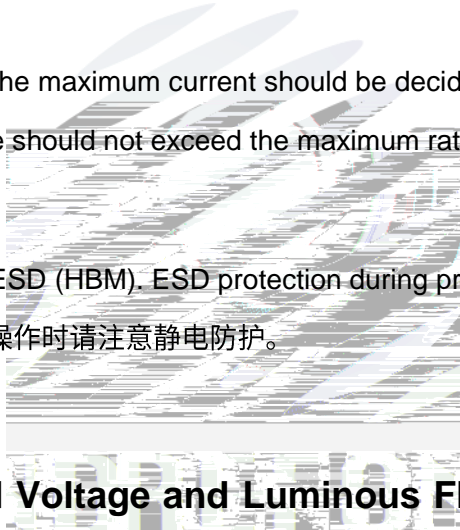 he maximum current should be decid
e should not exceed the maximum rat
ESD (HBM). ESD protection during pr
操作时请注意静电防护。
Voltage and Luminous Fl